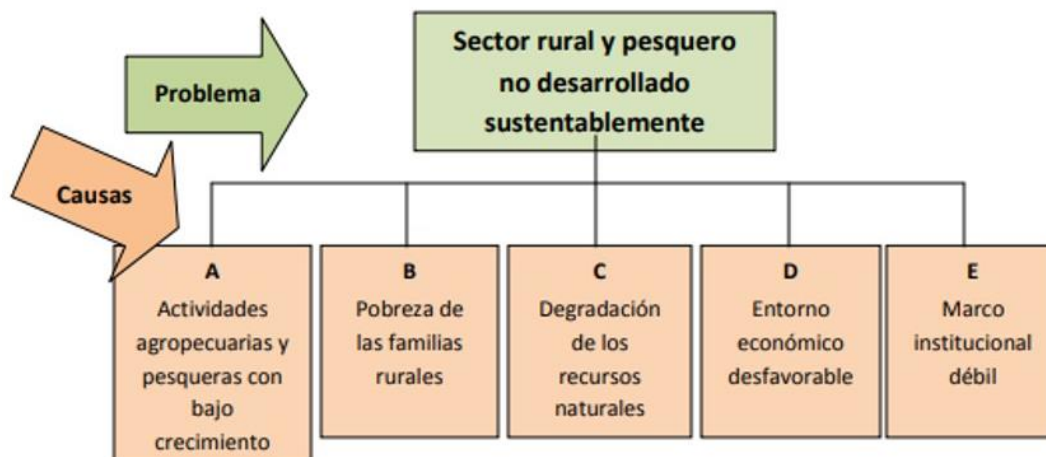 Sector rural y pesquero
no desarrollado
sustentablemente
Problema
Causas
A
Actividades
agropecuarias y
pesqueras con
bajo
crecimiento
B
Pobreza de
las familias
rurales
C
Degradación
de los
recursos
naturales
D
Entorno
económico
desfavorable
E
Marco
institucional
débil